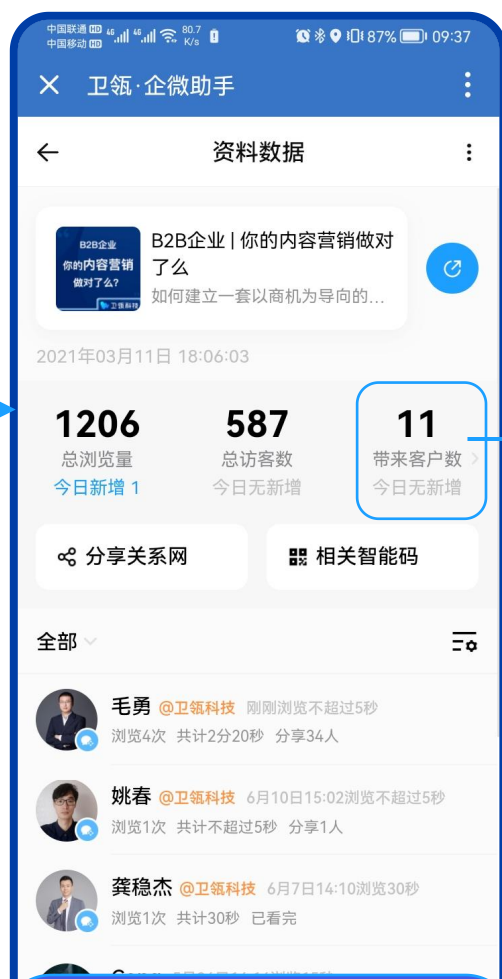 中国联通 HD 4G 4G 80.7 K/s 87% 09:37
中国移动 HD
卫瓴·企微助手
资料数据
B2B企业
你的内容营销
做对了么?
卫瓴科技
B2B企业 | 你的内容营销做对
了么
如何建立一套以商机为导向的...
2021年03月11日 18:06:03
1206 587 11
总浏览量 总访客数 带来客户数
今日新增 1 今日无新增 今日无新增
分享关系网 相关智能码
全部
毛勇 @卫瓴科技 刚刚浏览不超过5秒
浏览4次 共计2分20秒 分享34人
姚春 @卫瓴科技 6月10日15:02浏览不超过5秒
浏览1次 共计不超过5秒 分享1人
龚稳杰 @卫瓴科技 6月7日14:10浏览30秒
浏览1次 共计30秒 已看完